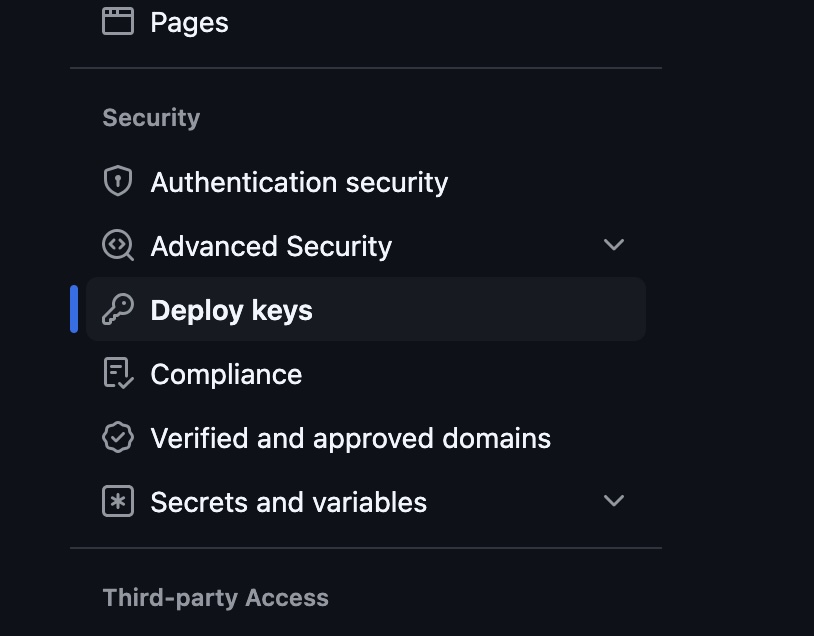 Pages
Security
Authentication security
Advanced Security
Deploy keys
Compliance
Verified and approved domains
Secrets and variables
Third-party Access